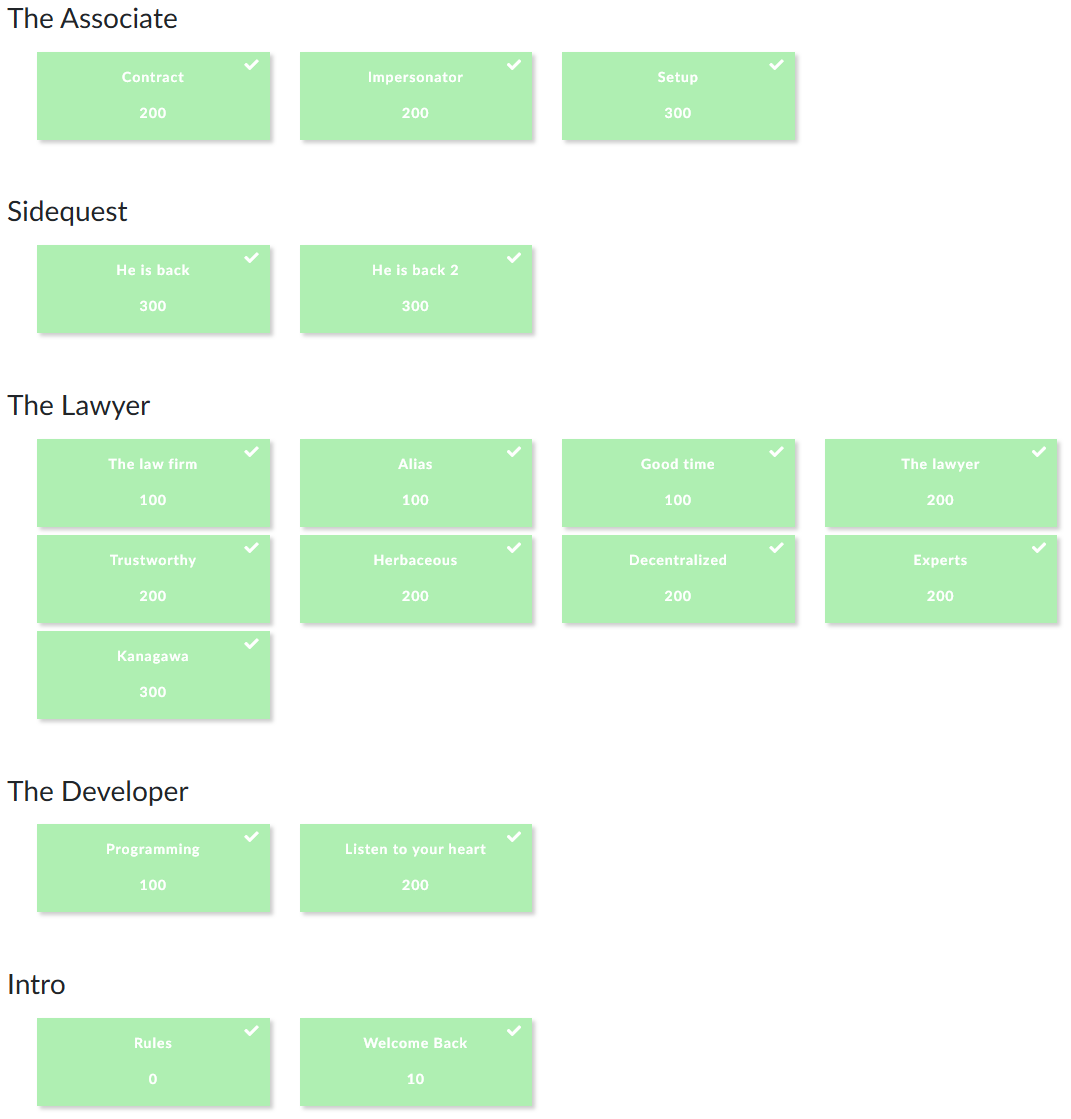 The Associate
Contract
200
Impersonator
200
Setup
300
Sidequest
He is back
300
He is back 2
300
The Lawyer
The law firm
100
Alias
100
Good time
100
The lawyer
200
Trustworthy
200
Herbaceous
200
Decentralized
200
Experts
200
Kanagawa
300
The Developer
Programming
100
Listen to your heart
200
Intro
Rules
0
Welcome Back
10